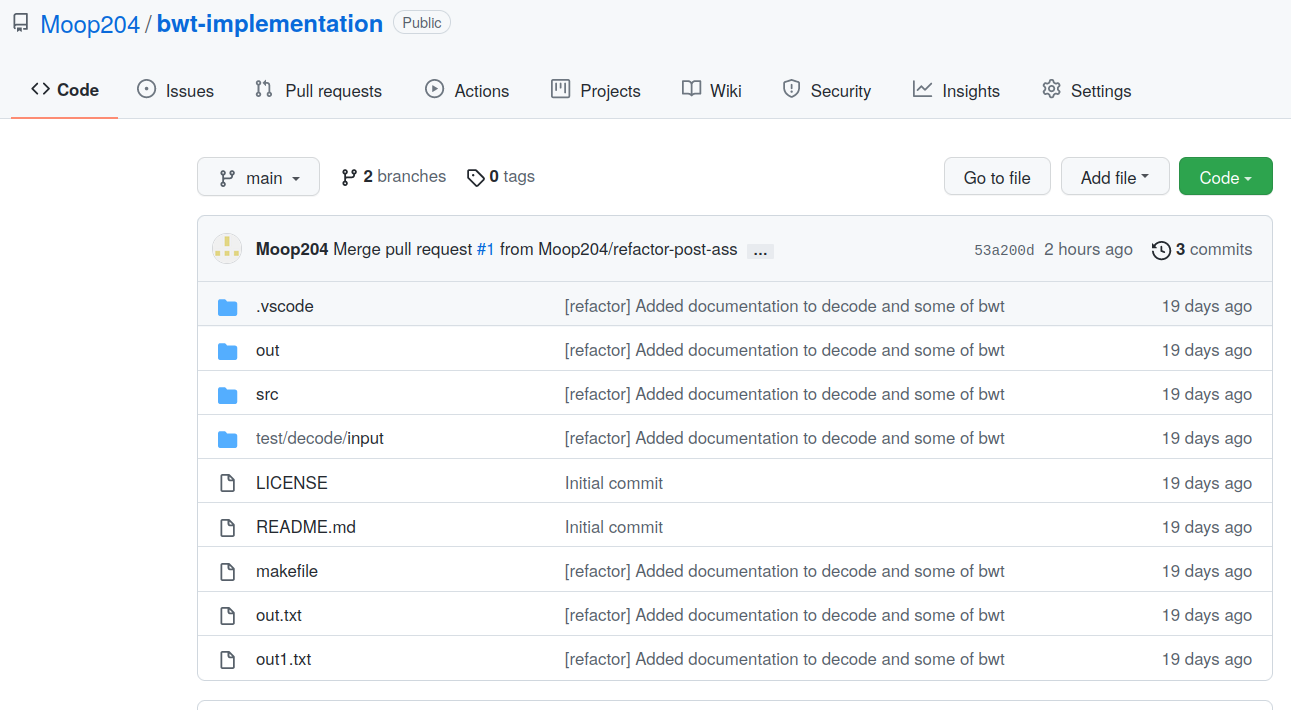 Moop204 / bwt-implementation Public
Code Issues Pull requests Actions Projects Wiki Security Insights Settings
main 2 branches 0 tags Go to file Add file Code
Moop204 Merge pull request #1 from Moop204/refactor-post-ass ... 53a200d 2 hours ago 3 commits
.vscode [refactor] Added documentation to decode and some of bwt 19 days ago
out [refactor] Added documentation to decode and some of bwt 19 days ago
src [refactor] Added documentation to decode and some of bwt 19 days ago
test/decode/input [refactor] Added documentation to decode and some of bwt 19 days ago
LICENSE Initial commit 19 days ago
README.md Initial commit 19 days ago
makefile [refactor] Added documentation to decode and some of bwt 19 days ago
out.txt [refactor] Added documentation to decode and some of bwt 19 days ago
out1.txt [refactor] Added documentation to decode and some of bwt 19 days ago